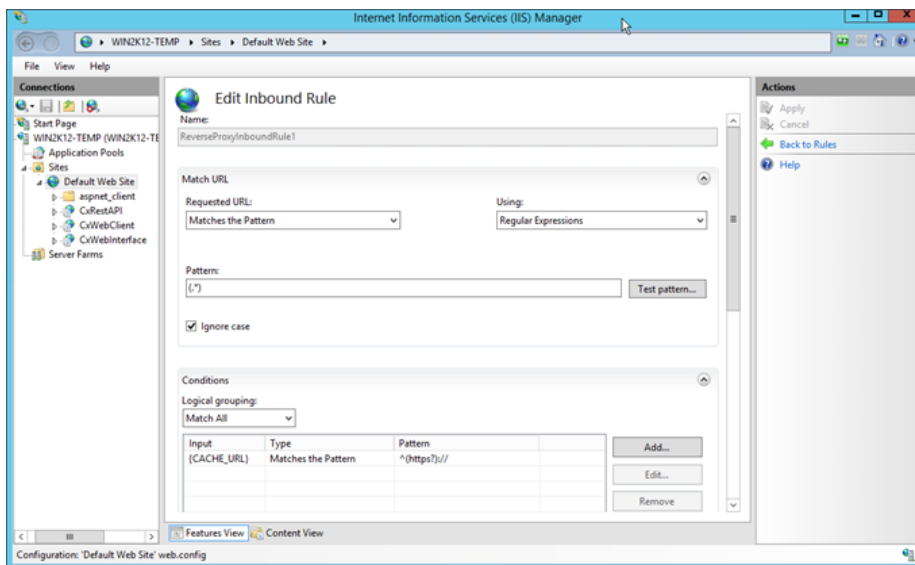 Internet Information Services (IIS) Manager
WIN2K12-TEMP Sites Default Web Site
File View Help
Connections
Start Page
WIN2K12-TEMP (WIN2K12-TE
Application Pools
Sites
Default Web Site
aspnet_client
CxRestAPI
CxWebClient
CxWebInterface
Server Farms
Edit Inbound Rule
Name:
ReverseProxyInboundRule1
Match URL
Requested URL: Using:
Matches the Pattern Regular Expressions
Pattern:
(.*)
Test pattern...
Ignore case
Conditions
Logical grouping:
Match All
Input Type Pattern
{CACHE_URL} Matches the Pattern ^(https?)://
Add...
Edit...
Remove
Features View Content View
Actions
Apply
Cancel
Back to Rules
Help
Configuration: 'Default Web Site' web.config